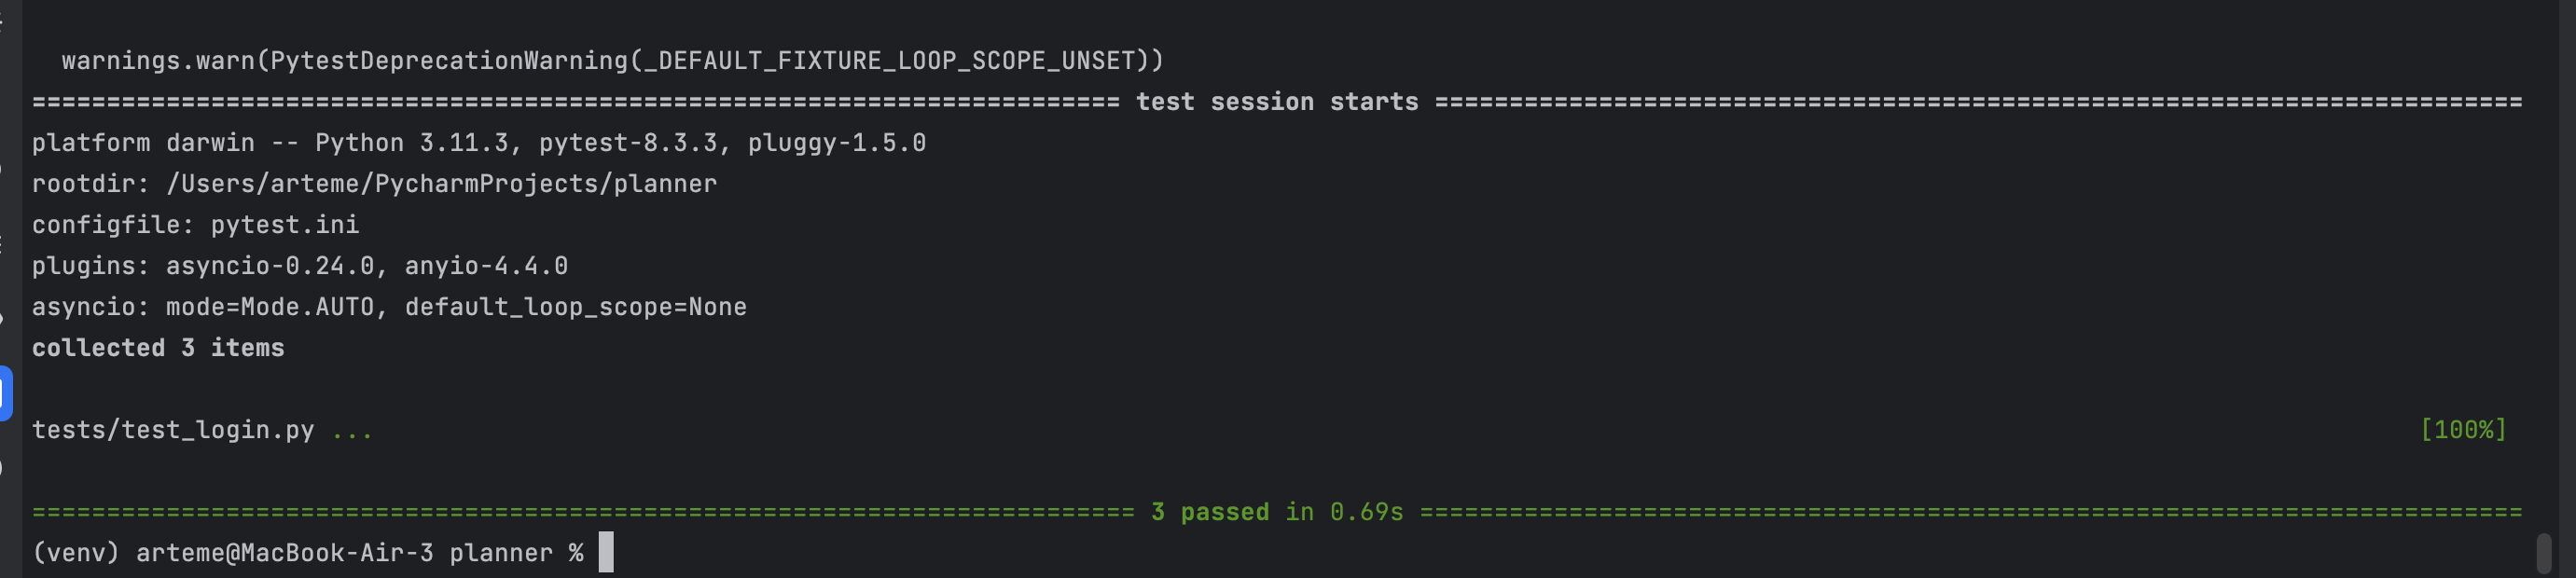 warnings.warn(PytestDeprecationWarning(_DEFAULT_FIXTURE_LOOP_SCOPE_UNSET))
========================================================================= test session starts =========================================================================
platform darwin -- Python 3.11.3, pytest-8.3.3, pluggy-1.5.0
rootdir: /Users/arteme/PycharmProjects/planner
configfile: pytest.ini
plugins: asyncio-0.24.0, anyio-4.4.0
asyncio: mode=Mode.AUTO, default_loop_scope=None
collected 3 items
tests/test_login.py ... [100%]
========================================================================== 3 passed in 0.69s ==========================================================================
(venv) arteme@MacBook-Air-3 planner %